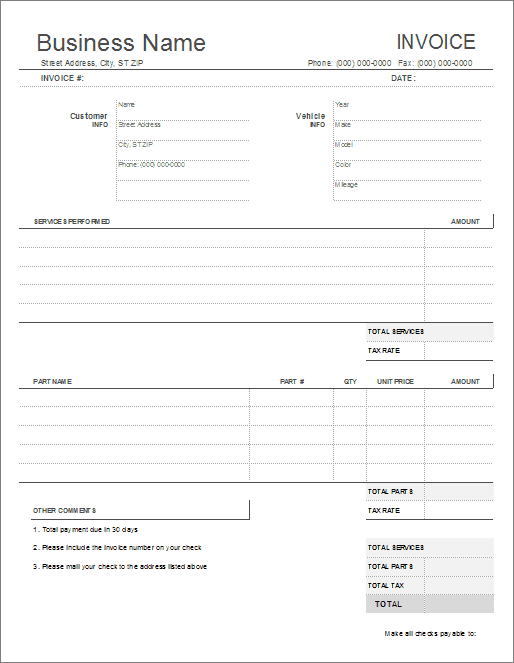 Business Name INVOICE
Street Address, City, ST ZIP Phone: (000) 000-0000 Fax: (000) 000-0000
INVOICE #: DATE:
Customer INFO
Name
Street Address
City, ST ZIP
Phone: (000) 000-0000
Vehicle INFO
Year
Make
Model
Color
Mileage
SERVICES PERFORMED AMOUNT
TOTAL SERVICES
TAX RATE
PART NAME PART # QTY UNIT PRICE AMOUNT
TOTAL PARTS
TAX RATE
OTHER COMMENTS
1. Total payment due in 30 days
2. Please include the invoice number on your check
3. Please mail your check to the address listed above
TOTAL SERVICES
TOTAL PARTS
TOTAL TAX
TOTAL
Make all checks payable to: